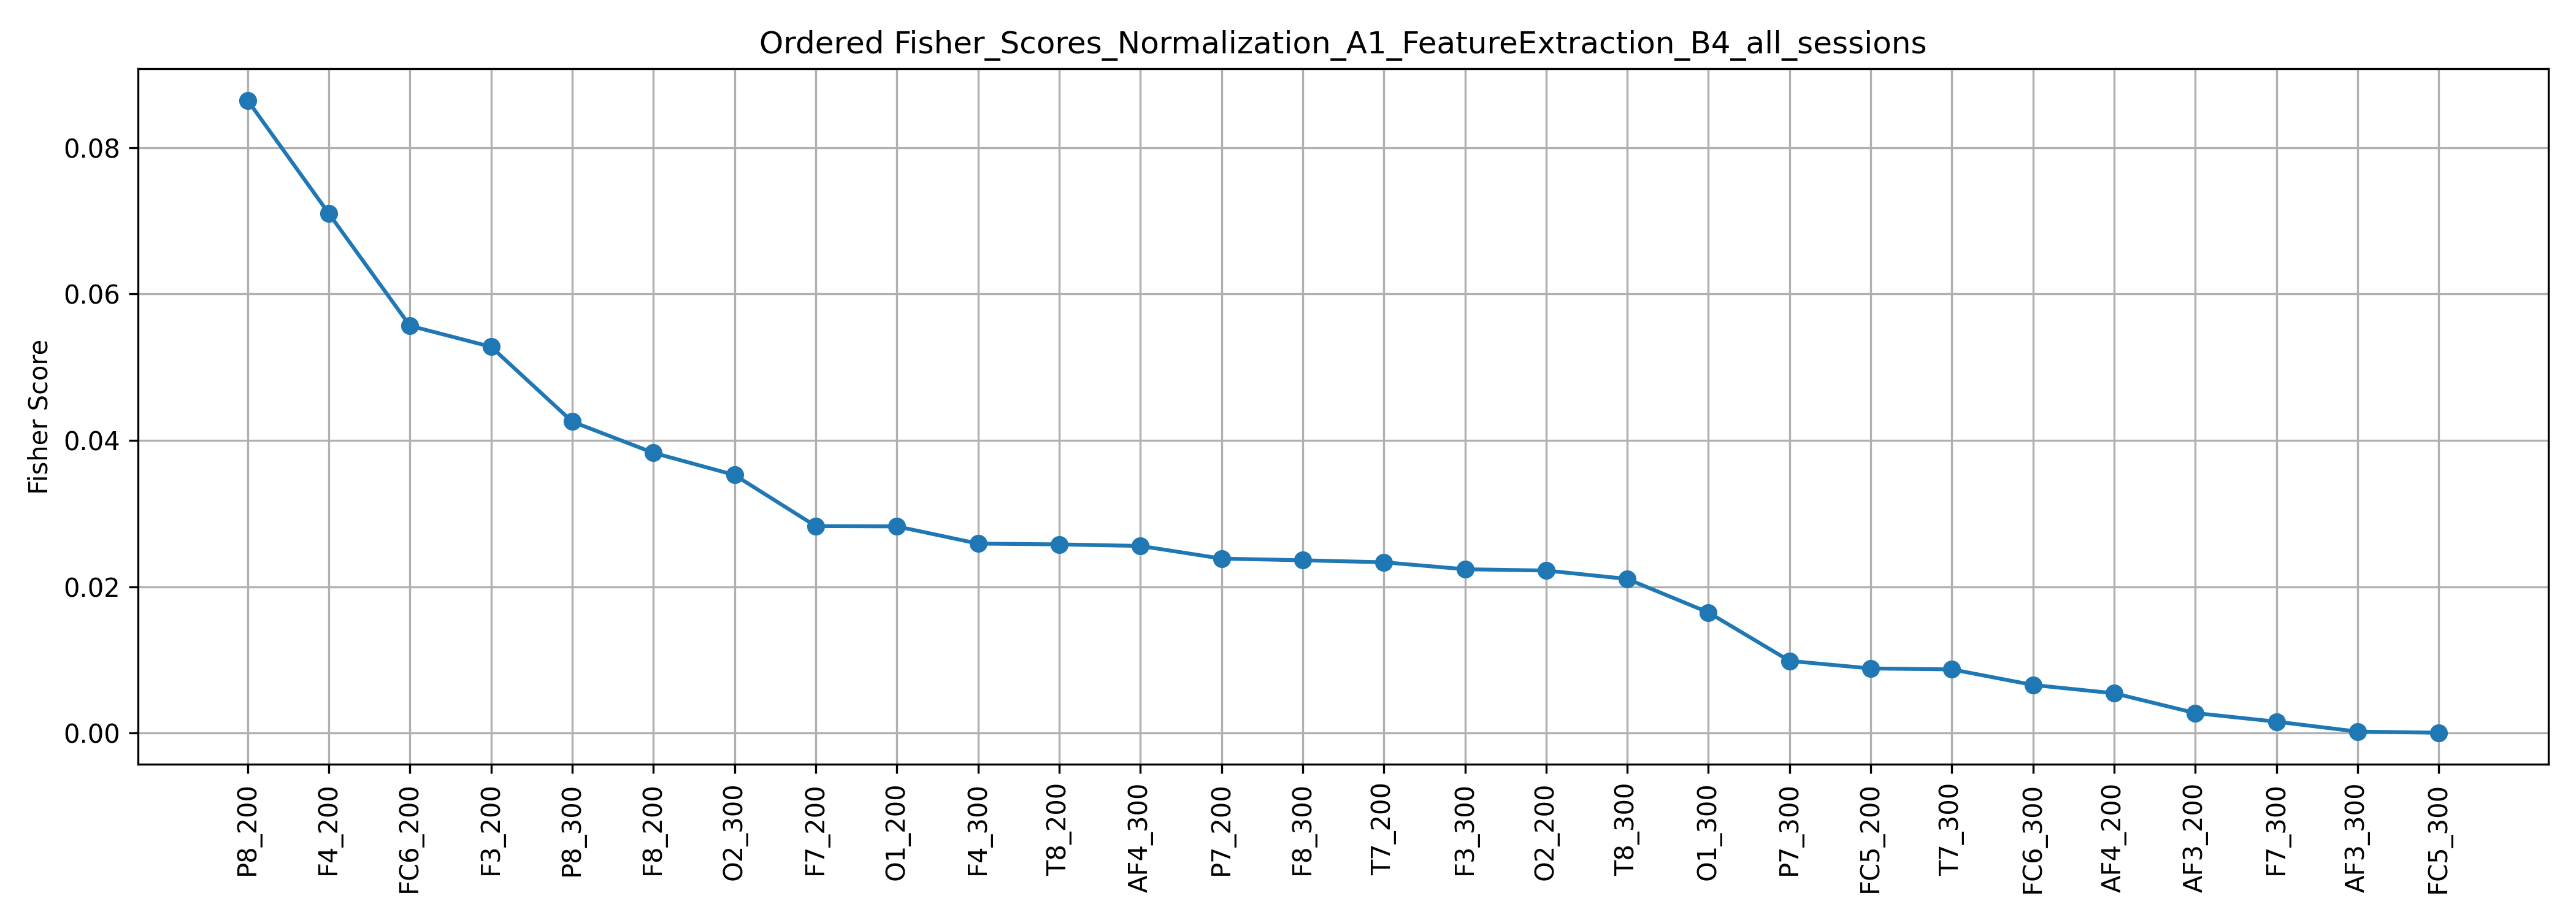 Ordered Fisher_Scores_Normalization_A1_FeatureExtraction_B4_all_sessions
Fisher Score
0.08
0.06
0.04
0.02
0.00
P8_200
F4_200
FC6_200
F3_200
P8_300
F8_200
O2_300
F7_200
O1_200
F4_300
T8_200
AF4_300
P7_200
F8_300
T7_200
F3_300
O2_200
T8_300
O1_300
P7_300
FC5_200
T7_300
FC6_300
AF4_200
AF3_200
F7_300
AF3_300
FC5_300